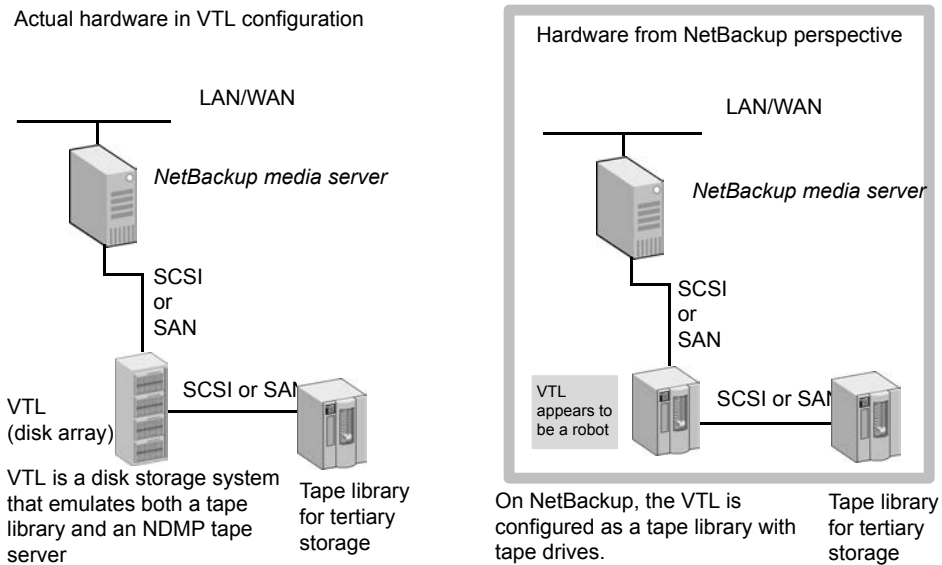 Actual hardware in VTL configuration
LAN/WAN
NetBackup media server
SCSI
or
SAN
SCSI or SAN
VTL
(disk array)
VTL is a disk storage system
that emulates both a tape
library and an NDMP tape
server
Tape library
for tertiary
storage
Hardware from NetBackup perspective
LAN/WAN
NetBackup media server
SCSI
or
SAN
VTL
appears to
be a robot
SCSI or SAN
On NetBackup, the VTL is
configured as a tape library with
tape drives.
Tape library
for tertiary
storage